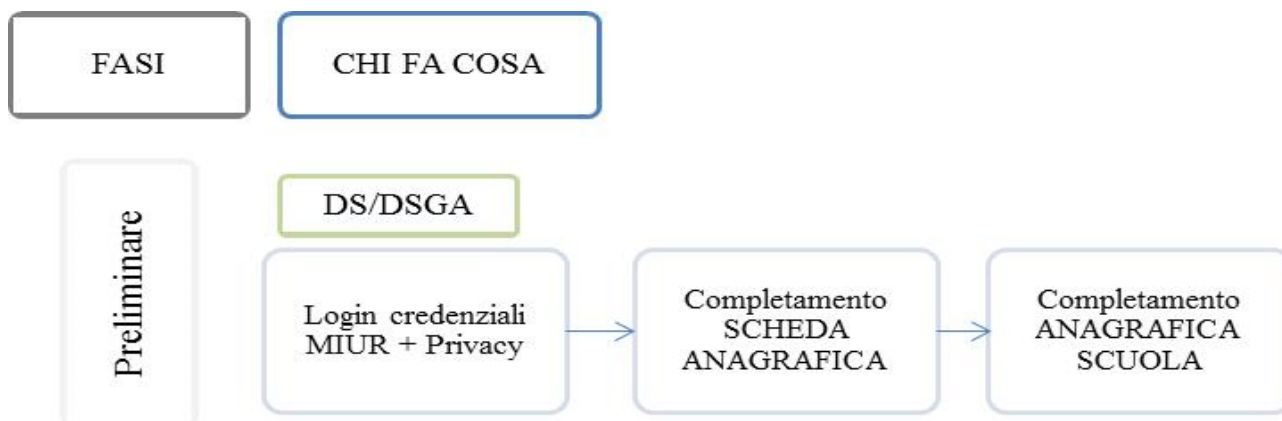 FASI
CHI FA COSA
Preliminare
DS/DSGA
Login credenziali
MIUR + Privacy
Completamento
SCHEDA
ANAGRAFICA
Completamento
ANAGRAFICA
SCUOLA